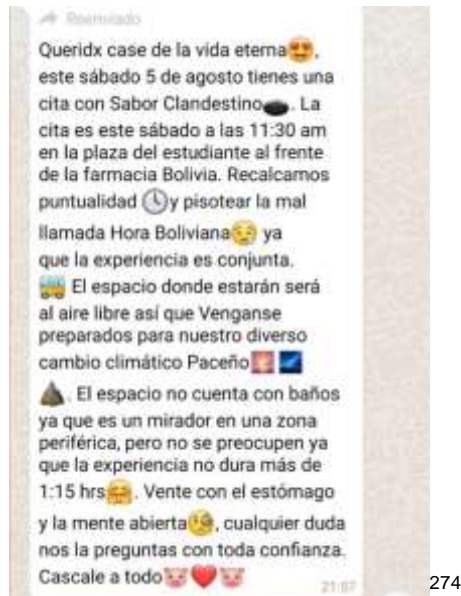 Reenviado
Queridx case de la vida eterna😍,
este sábado 5 de agosto tienes una
cita con Sabor Clandestino🕳️. La
cita es este sábado a las 11:30 am
en la plaza del estudiante al frente
de la farmacia Bolivia. Recalcamos
puntualidad 🕓y pisotear la mal
llamada Hora Boliviana😒 ya
que la experiencia es conjunta.
🚎 El espacio donde estarán será
al aire libre así que Venganse
preparados para nuestro diverso
cambio climático Paceño🌅🌌
. El espacio no cuenta con baños
ya que es un mirador en una zona
periférica, pero no se preocupen ya
que la experiencia no dura más de
1:15 hrs🤗. Vente con el estómago
y la mente abierta🧐, cualquier duda
nos la preguntas con toda confianza.
Cascale a todo🐷❤️🐷
21:07
274